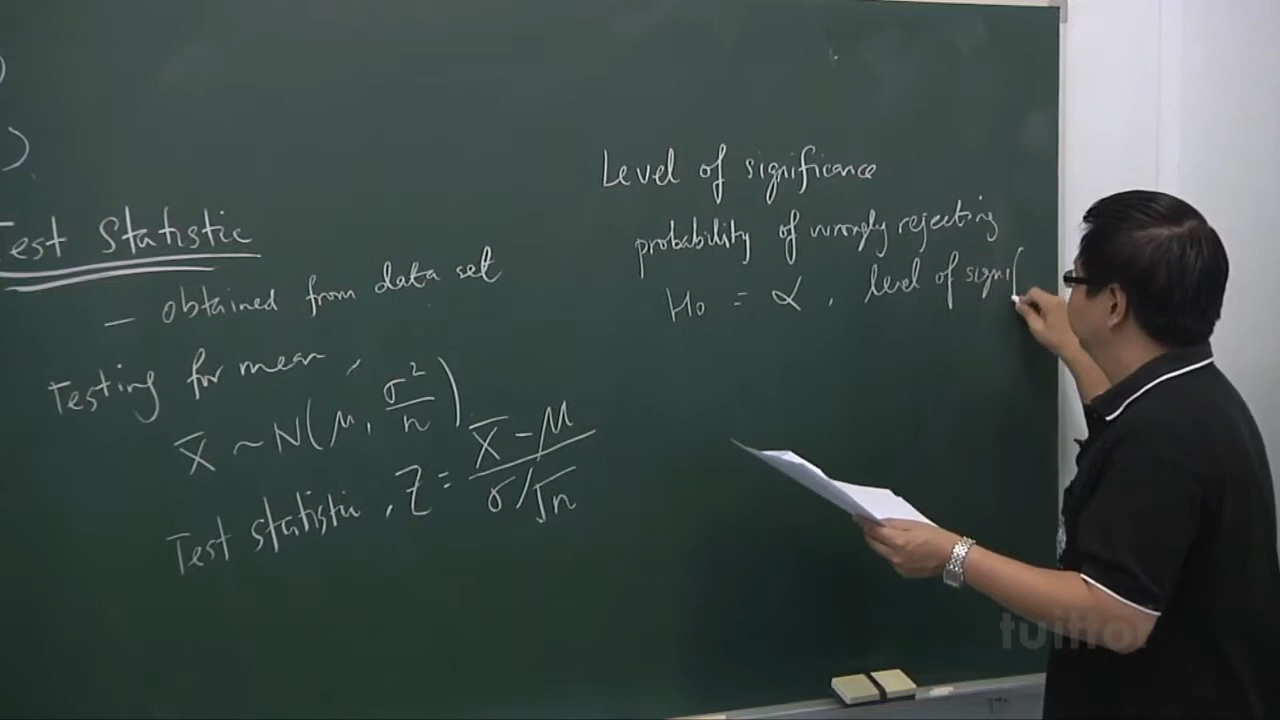 Test Statistic
— obtained from data set
Testing for mean,
X̄ ~ N(μ, σ²/n)
Test statistic, Z = (X̄ - μ)/(σ/√n)
Level of significance
probability of wrongly rejecting
H₀ = α, level of signif
tuittor